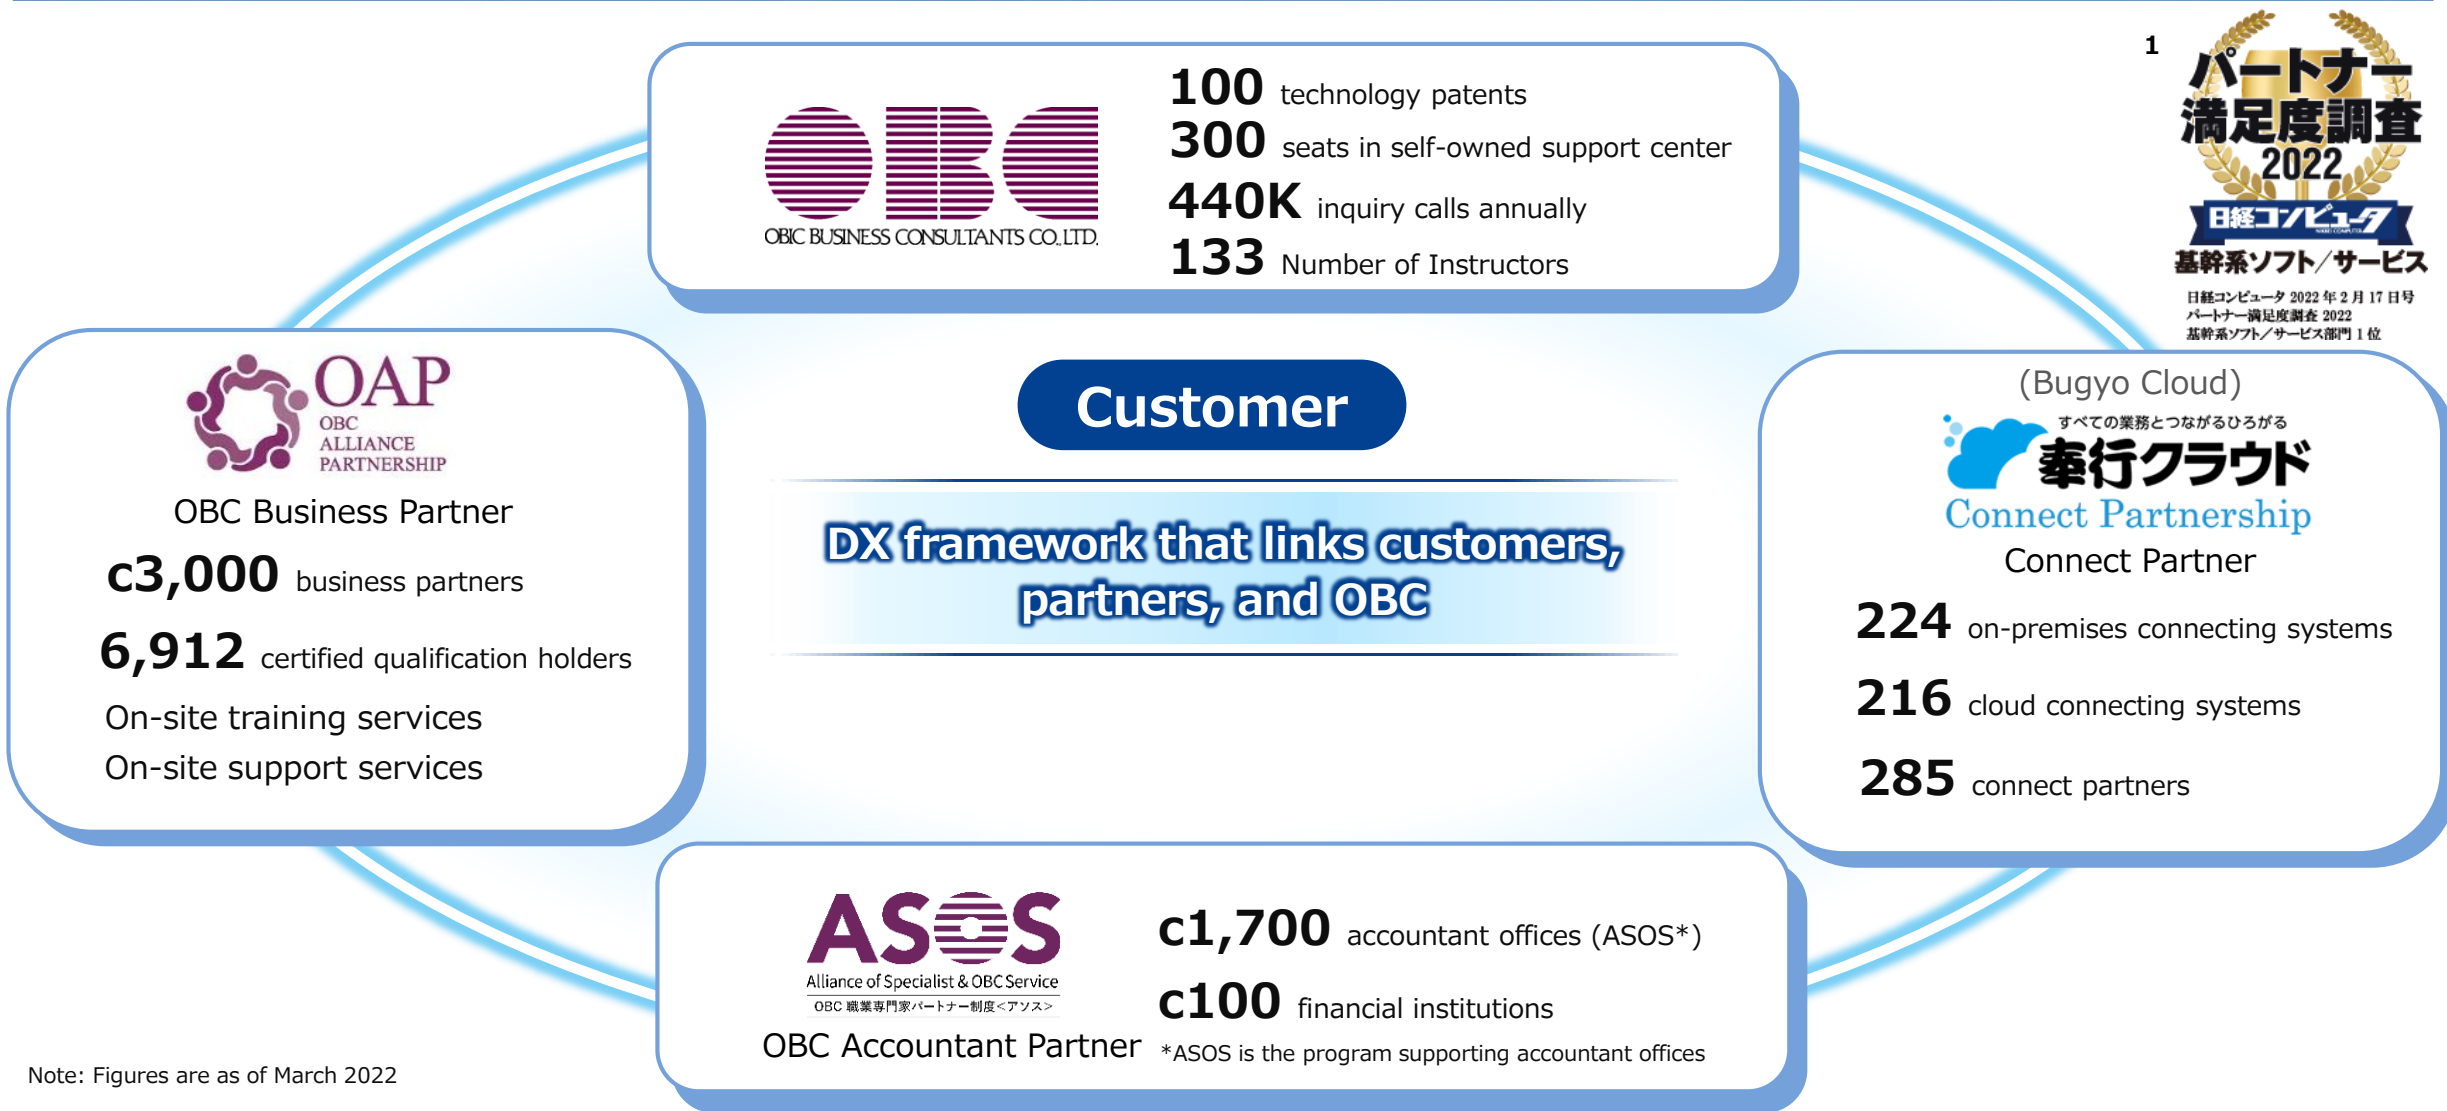 1
パートナー
満足度調査
2022
日経コンピュータ
NIKKEI COMPUTER
基幹系ソフト／サービス
日経コンピュータ 2022 年 2 月 17 日号
パートナー満足度調査 2022
基幹系ソフト／サービス部門 1 位
OBC
OBIC BUSINESS CONSULTANTS CO.,LTD.
100 technology patents
300 seats in self-owned support center
440K inquiry calls annually
133 Number of Instructors
OAP
OBC
ALLIANCE
PARTNERSHIP
OBC Business Partner
c3,000 business partners
6,912 certified qualification holders
On-site training services
On-site support services
Customer
DX framework that links customers,
partners, and OBC
(Bugyo Cloud)
すべての業務とつながるひろがる
奉行クラウド
Connect Partnership
Connect Partner
224 on-premises connecting systems
216 cloud connecting systems
285 connect partners
ASOS
Alliance of Specialist & OBC Service
OBC 職業専門家パートナー制度<アソス>
OBC Accountant Partner
c1,700 accountant offices (ASOS*)
c100 financial institutions
*ASOS is the program supporting accountant offices
Note: Figures are as of March 2022